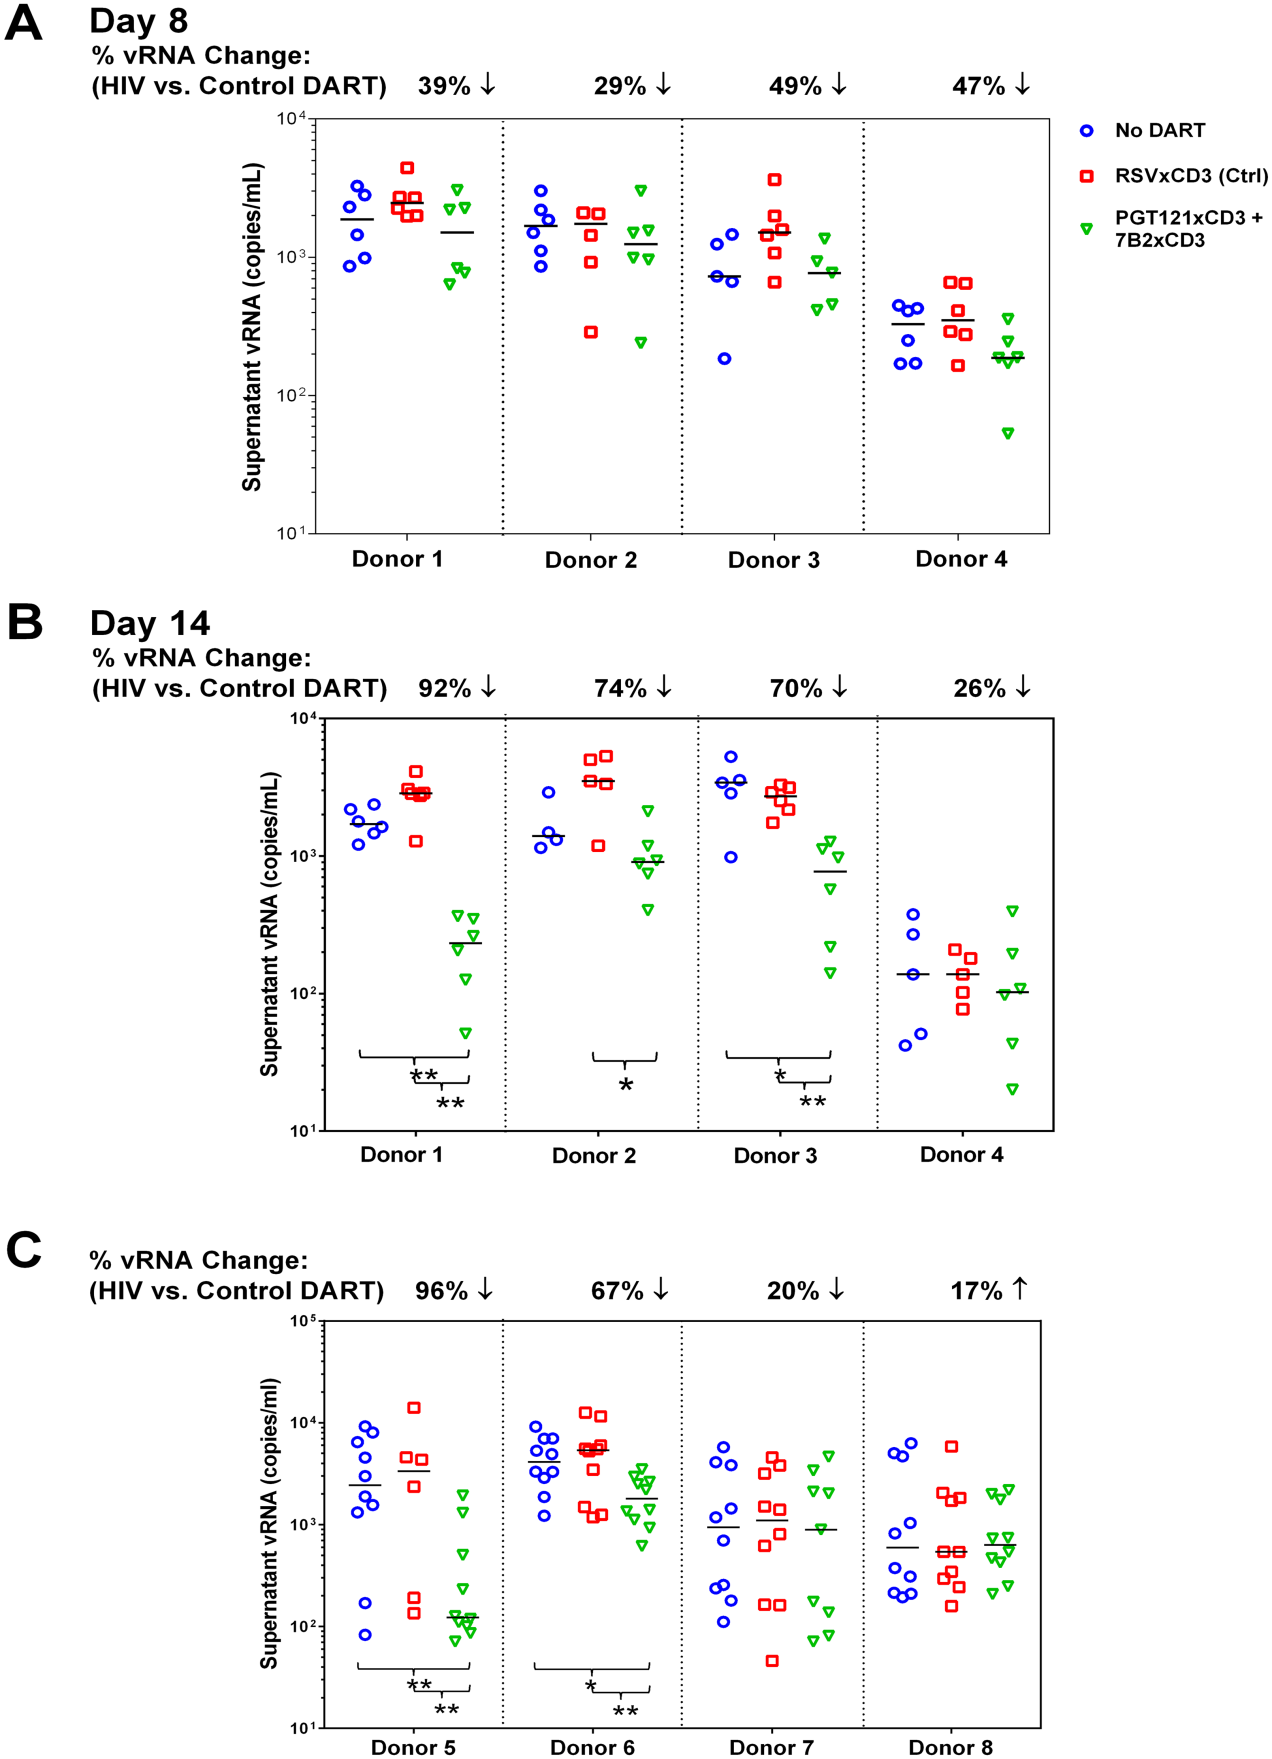 A
Day 8
% vRNA Change:
(HIV vs. Control DART) 39% ↓ 29% ↓ 49% ↓ 47% ↓
No DART
RSVxCD3 (Ctrl)
PGT121xCD3 +
7B2xCD3
Supernatant vRNA (copies/mL)
10⁴
10³
10²
10¹
Donor 1 Donor 2 Donor 3 Donor 4
B
Day 14
% vRNA Change:
(HIV vs. Control DART) 92% ↓ 74% ↓ 70% ↓ 26% ↓
Supernatant vRNA (copies/mL)
10⁴
10³
10²
10¹
** * *
** **
Donor 1 Donor 2 Donor 3 Donor 4
C
% vRNA Change:
(HIV vs. Control DART) 96% ↓ 67% ↓ 20% ↓ 17% ↑
Supernatant vRNA (copies/ml)
10⁵
10⁴
10³
10²
10¹
** *
** **
Donor 5 Donor 6 Donor 7 Donor 8